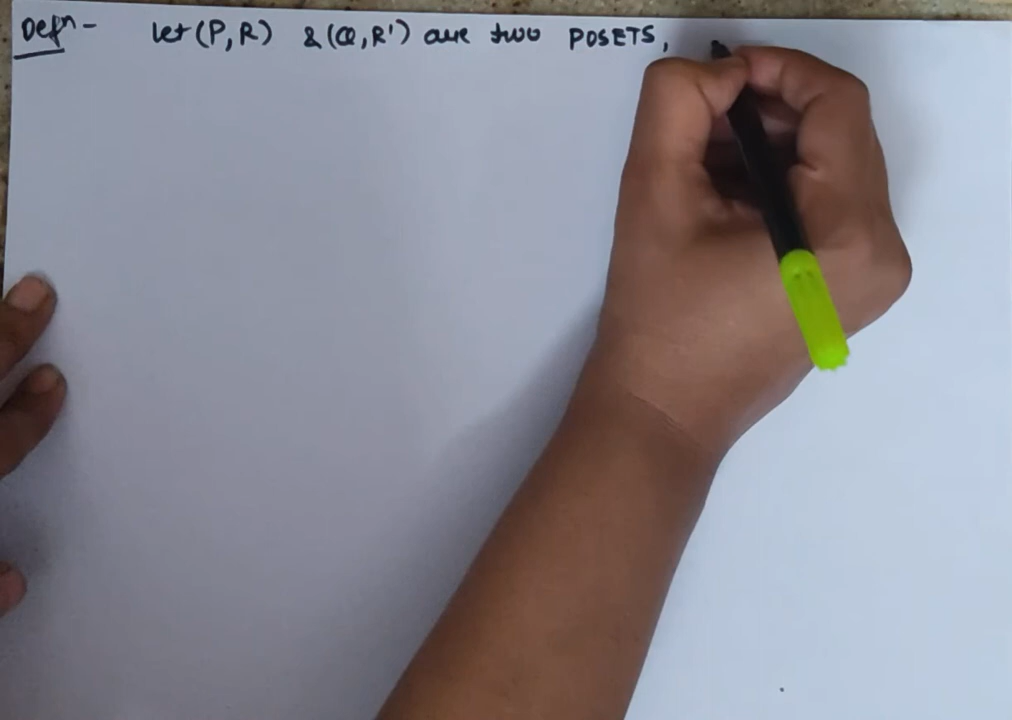 Defn - let (P, R) & (Q, R') are two POSETS,